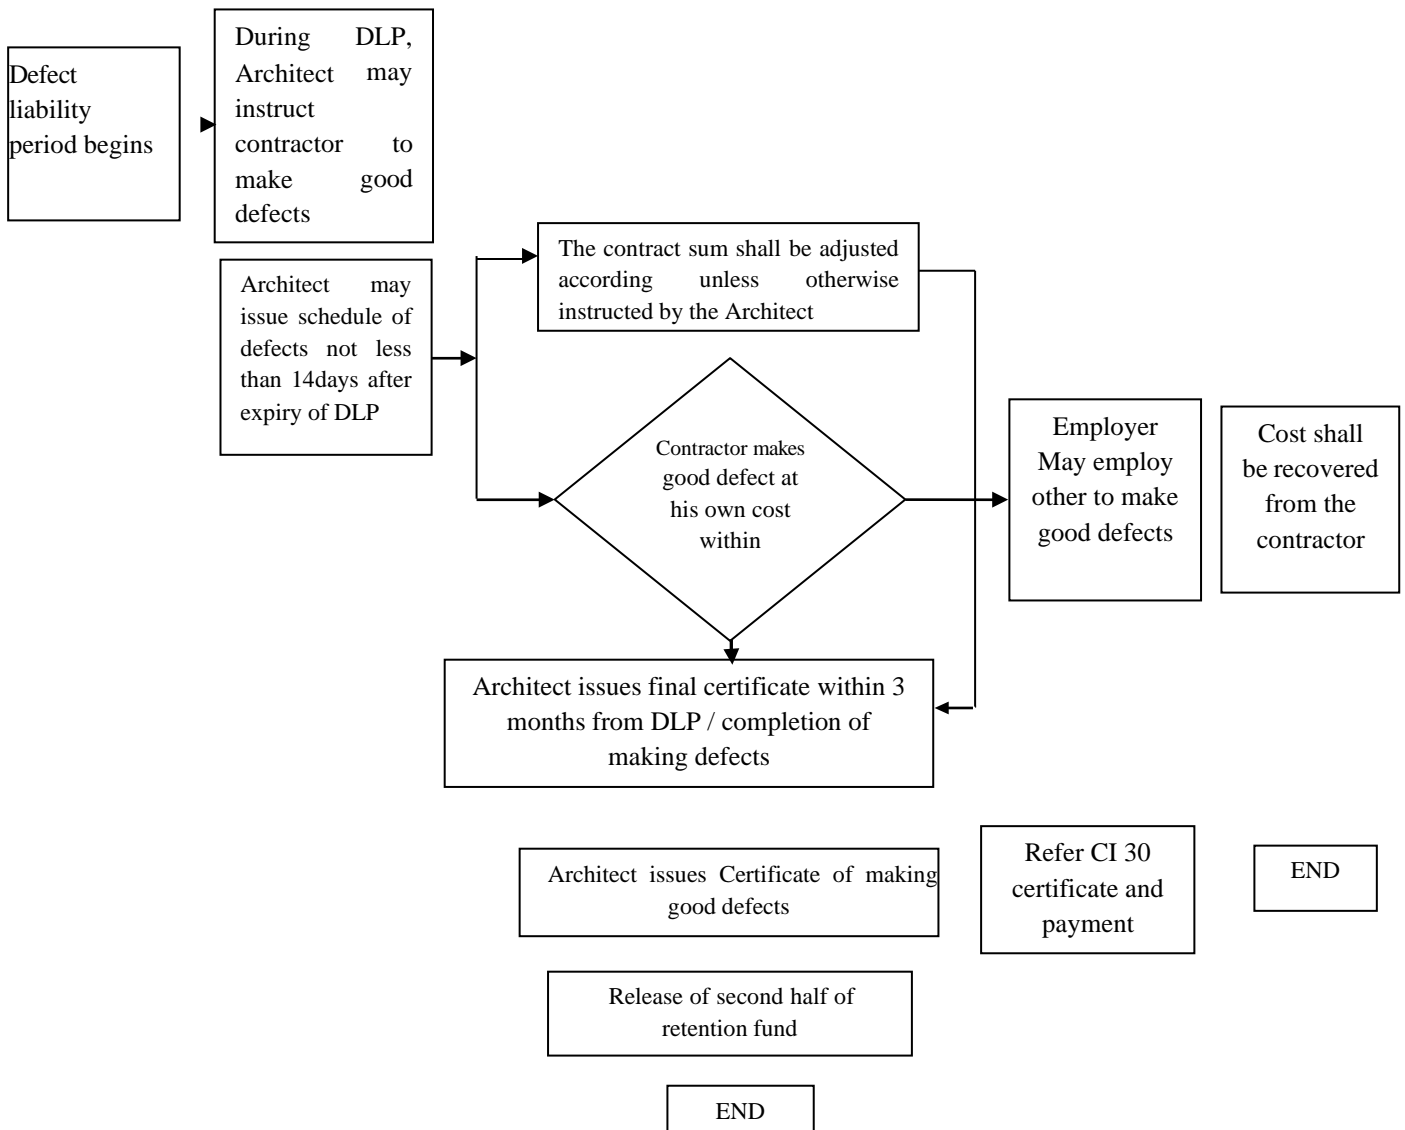 Defect
liability
period begins
During DLP,
Architect may
instruct
contractor to
make good
defects
Architect may
issue schedule of
defects not less
than 14days after
expiry of DLP
The contract sum shall be adjusted
according unless otherwise
instructed by the Architect
Contractor makes
good defect at
his own cost
within
Employer
May employ
other to make
good defects
Cost shall
be recovered
from the
contractor
Architect issues final certificate within 3
months from DLP / completion of
making defects
Architect issues Certificate of making
good defects
Refer CI 30
certificate and
payment
END
Release of second half of
retention fund
END